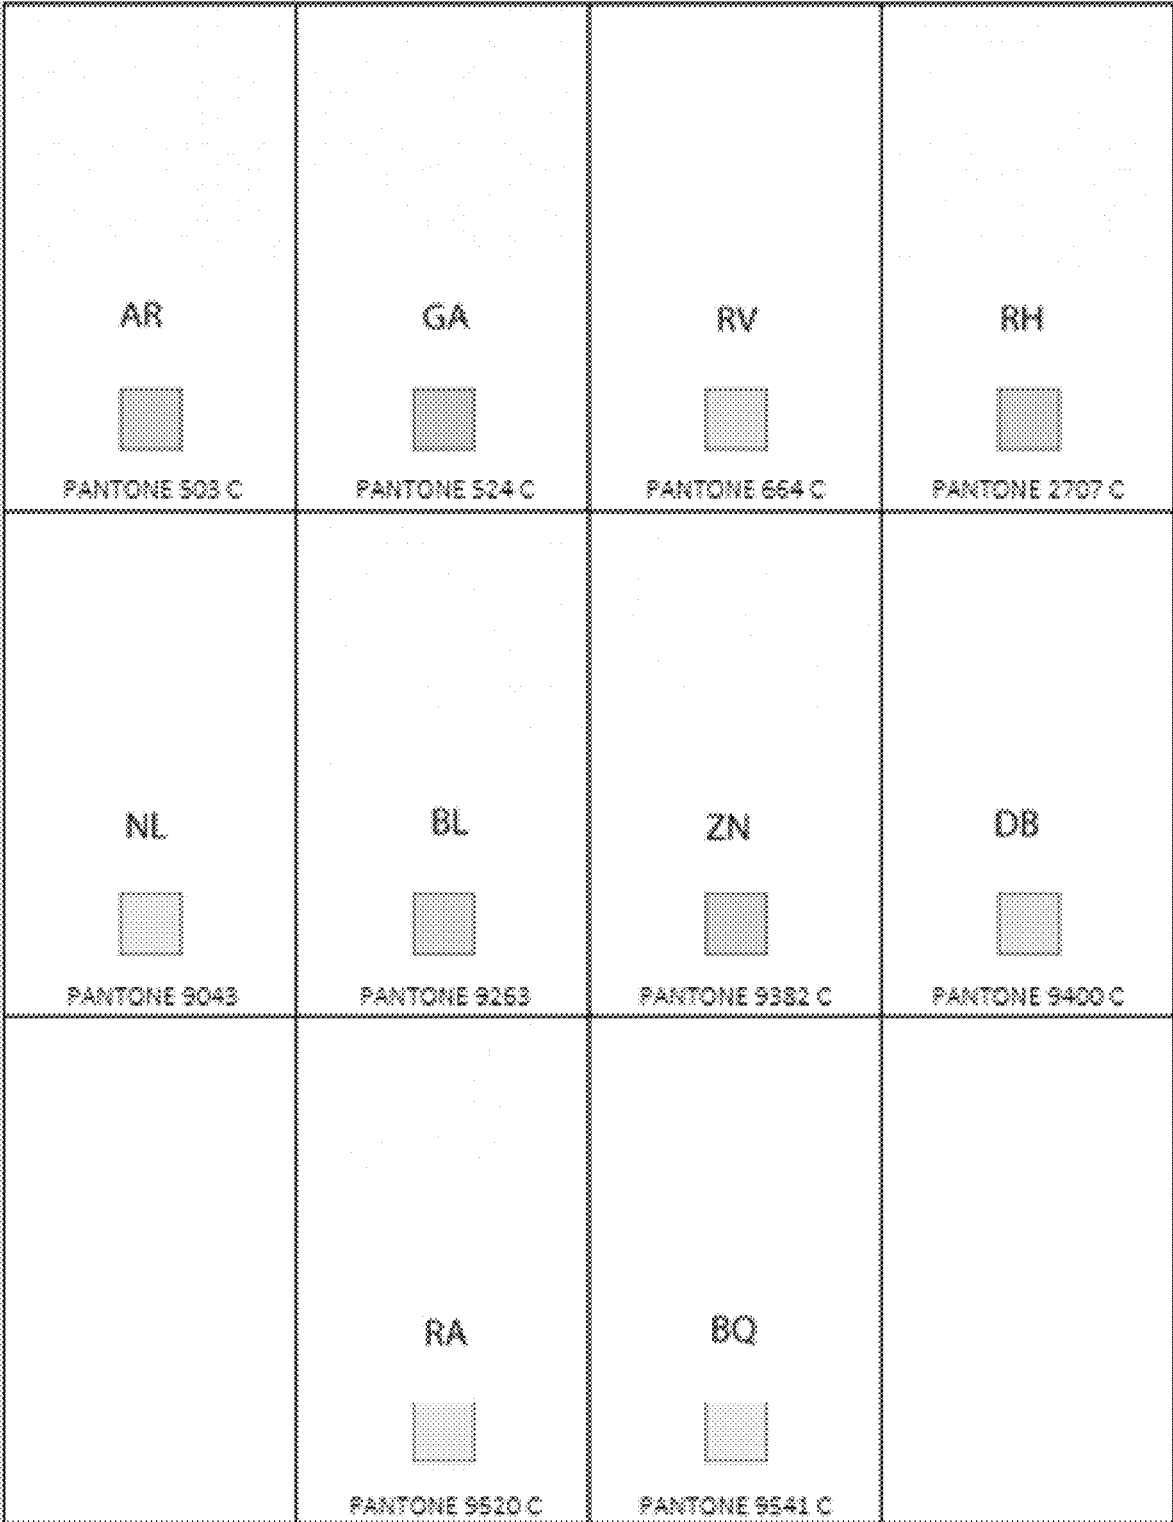 AR
GA
RV
RH
PANTONE 503 C
PANTONE 524 C
PANTONE 664 C
PANTONE 2707 C
NL
BL
ZN
DB
PANTONE 9043
PANTONE 9263
PANTONE 9382 C
PANTONE 9400 C
RA
BQ
PANTONE 9520 C
PANTONE 9541 C